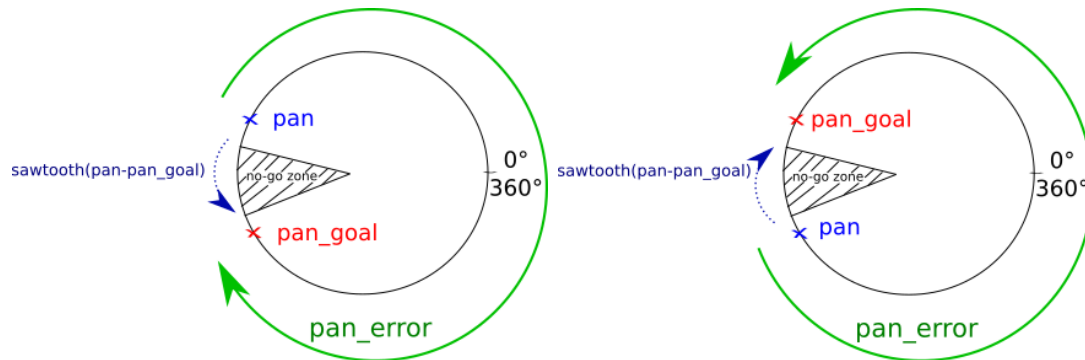 pan
sawtooth(pan-pan_goal)
no-go zone
0°
360°
pan_goal
pan_error
pan_goal
sawtooth(pan-pan_goal)
no-go zone
0°
360°
pan
pan_error